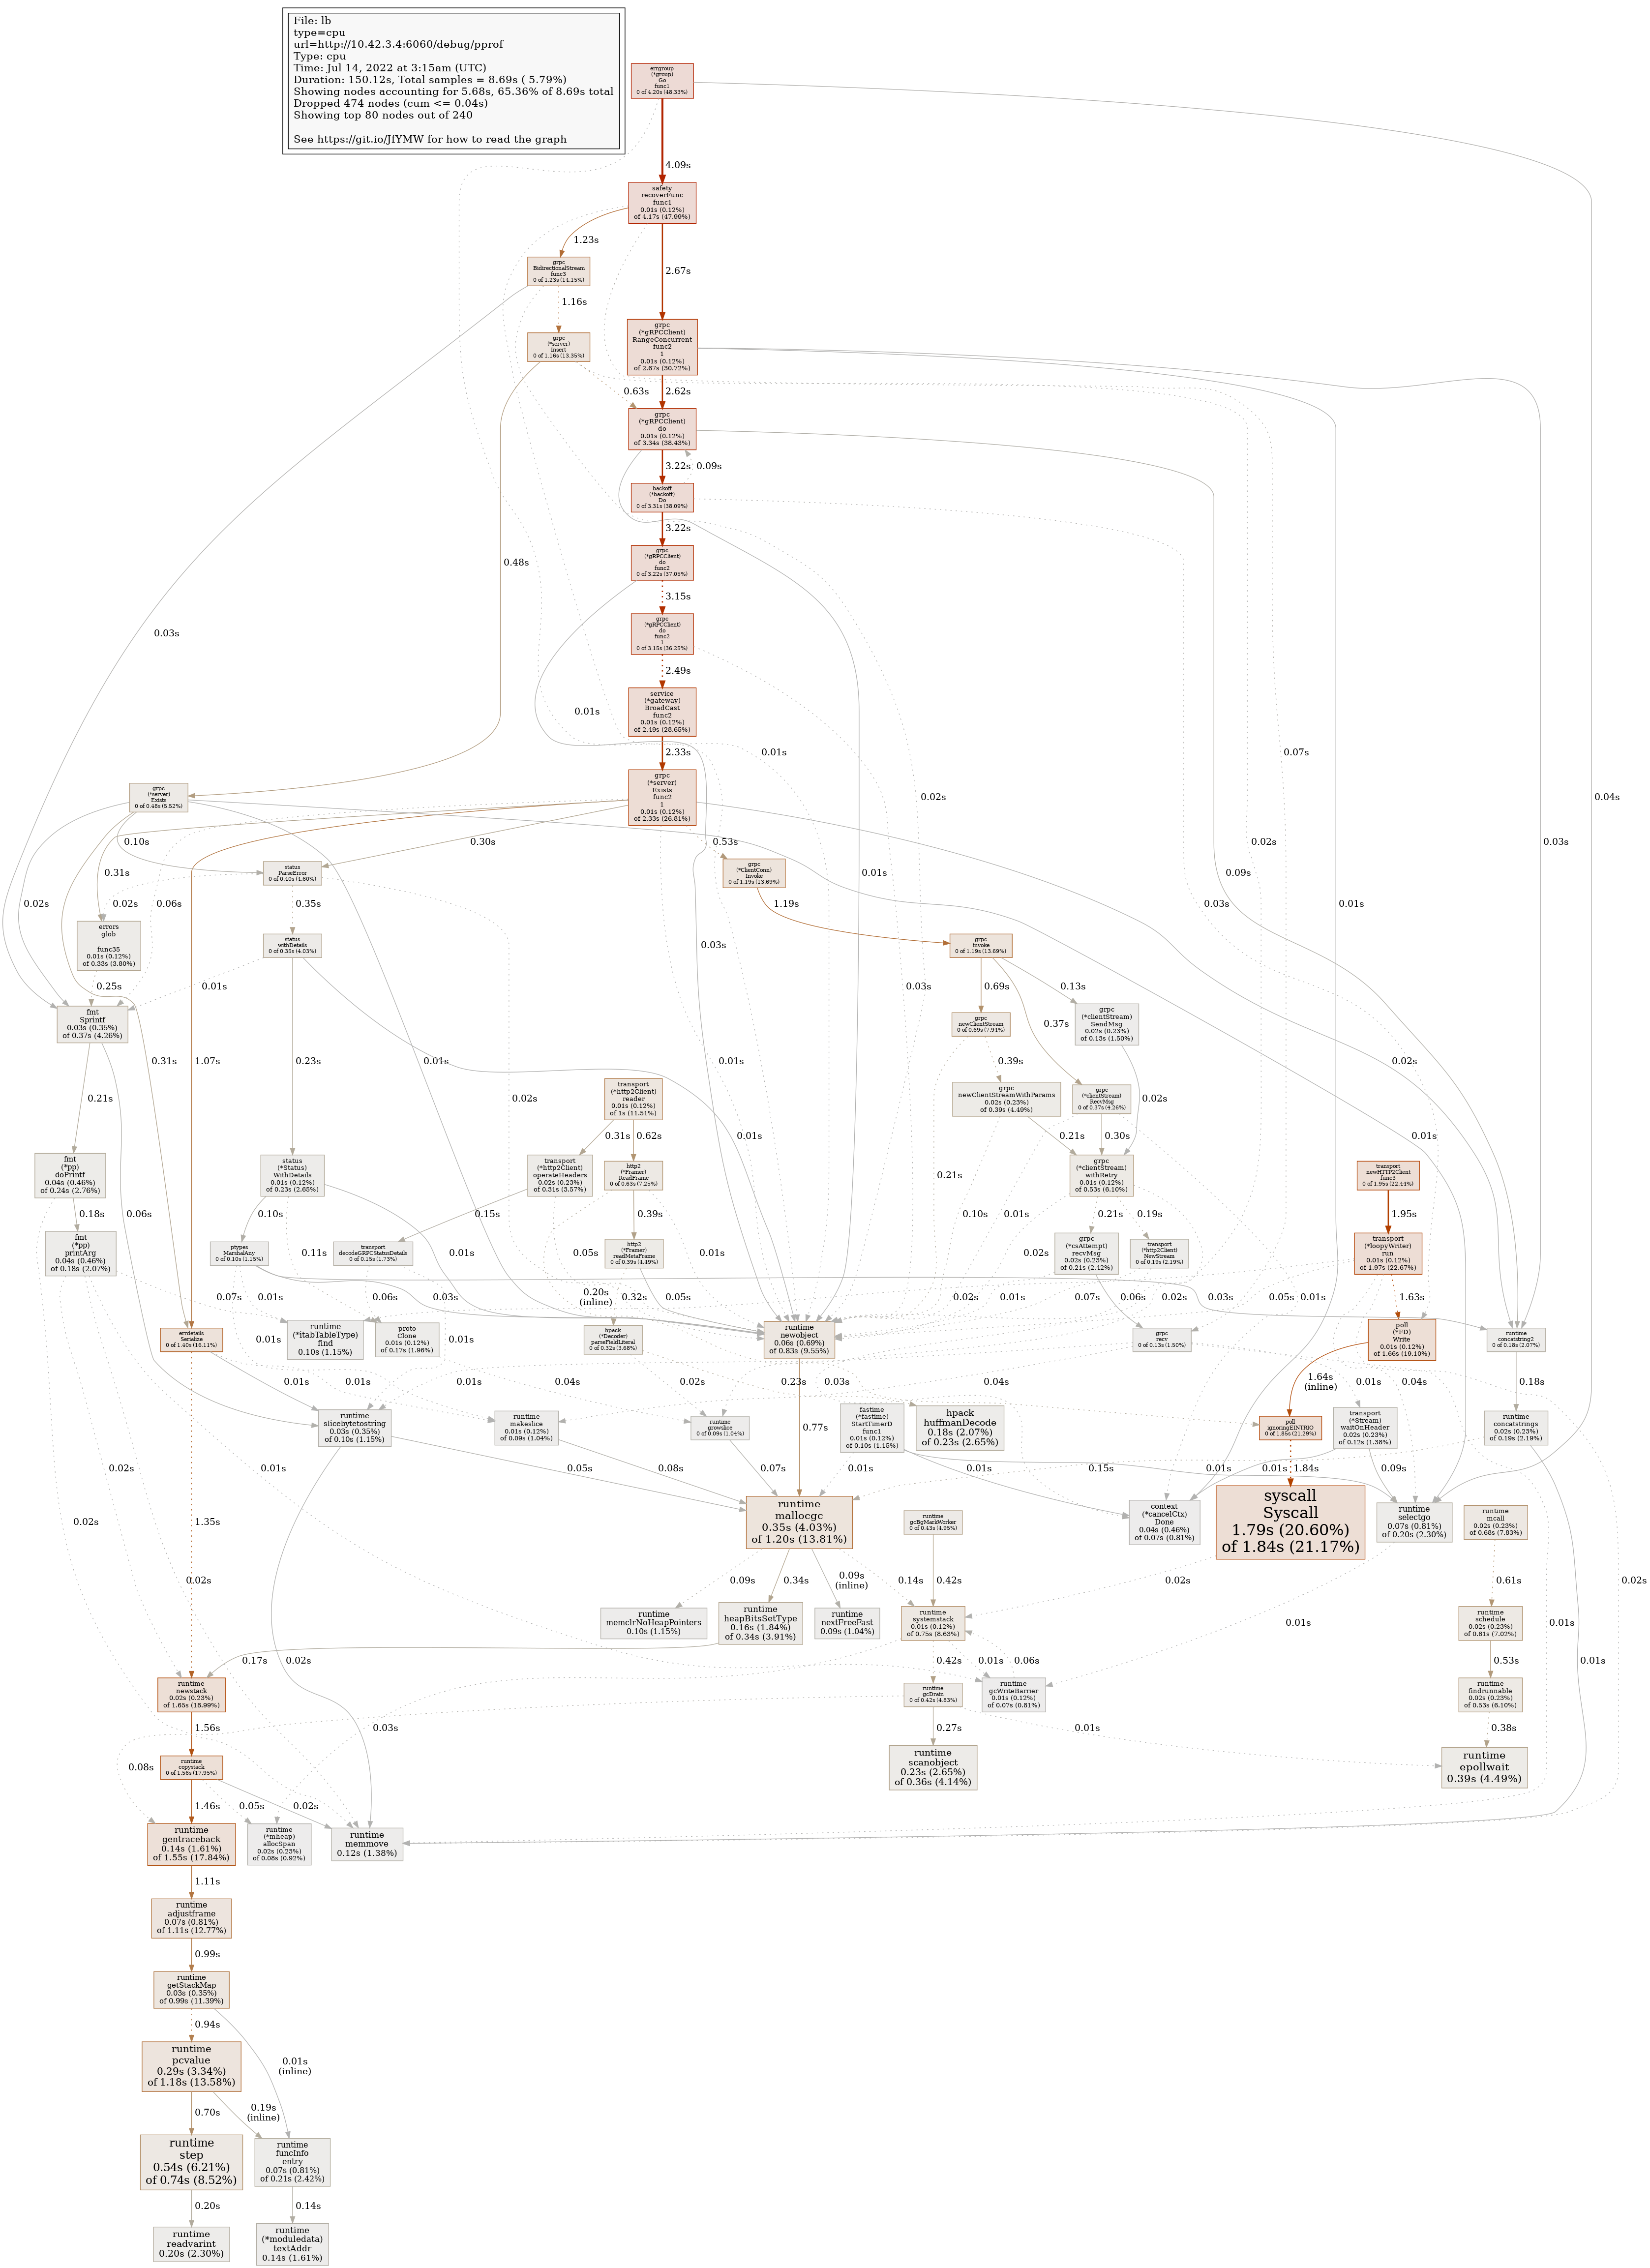 File: lb
type=cpu
url=http://10.42.3.4:6060/debug/pprof
Type: cpu
Time: Jul 14, 2022 at 3:15am (UTC)
Duration: 150.12s, Total samples = 8.69s ( 5.79%)
Showing nodes accounting for 5.68s, 65.36% of 8.69s total
Dropped 474 nodes (cum <= 0.04s)
Showing top 80 nodes out of 240
See https://git.io/JfYMW for how to read the graph
errgroup
(*group)
Go
func1
0 of 4.20s (48.33%)
4.09s
safety
recoverFunc
func1
0.01s (0.12%)
of 4.17s (47.99%)
1.23s
2.67s
grpc
BidirectionalStream
func3
0 of 1.23s (14.15%)
1.16s
grpc
(*server)
Insert
0 of 1.16s (13.35%)
grpc
(*gRPCClient)
RangeConcurrent
func2
1
0.01s (0.12%)
of 2.67s (30.72%)
0.63s
2.62s
grpc
(*gRPCClient)
do
0.01s (0.12%)
of 3.34s (38.43%)
3.22s
0.09s
backoff
(*backoff)
Do
0 of 3.31s (38.09%)
3.22s
0.48s
grpc
(*gRPCClient)
do
func2
0 of 3.22s (37.05%)
3.15s
0.03s
grpc
(*gRPCClient)
do
func2
1
0 of 3.15s (36.25%)
2.49s
service
(*gateway)
BroadCast
func2
0.01s (0.12%)
of 2.49s (28.65%)
0.01s
2.33s
0.01s
0.07s
0.02s
0.04s
grpc
(*server)
Exists
func2
1
0.01s (0.12%)
of 2.33s (26.81%)
grpc
(*server)
Exists
0 of 0.48s (5.52%)
0.10s
0.30s
0.53s
0.02s
0.03s
0.31s
status
ParseError
0 of 0.40s (4.60%)
grpc
(*ClientConn)
Invoke
0 of 1.19s (13.69%)
0.01s
0.09s
0.01s
0.02s
0.02s
0.06s
0.35s
1.19s
0.03s
errors
glob
func35
0.01s (0.12%)
of 0.33s (3.80%)
status
withDetails
0 of 0.35s (4.03%)
grpc
invoke
0 of 1.19s (13.69%)
0.03s
0.03s
0.25s
0.01s
0.69s
0.13s
fmt
Sprintf
0.03s (0.35%)
of 0.37s (4.26%)
grpc
newClientStream
0 of 0.69s (7.94%)
0.37s
grpc
(*clientStream)
SendMsg
0.02s (0.23%)
of 0.13s (1.50%)
0.31s
1.07s
0.23s
0.01s
0.01s
0.39s
0.02s
0.21s
transport
(*http2Client)
reader
0.01s (0.12%)
of 1s (11.51%)
grpc
newClientStreamWithParams
0.02s (0.23%)
of 0.39s (4.49%)
grpc
(*clientStream)
RecvMsg
0 of 0.37s (4.26%)
0.02s
0.02s
0.31s
0.62s
0.01s
0.21s
0.30s
0.01s
fmt
(*pp)
doPrintf
0.04s (0.46%)
of 0.24s (2.76%)
status
(*Status)
WithDetails
0.01s (0.12%)
of 0.23s (2.65%)
transport
(*http2Client)
operateHeaders
0.02s (0.23%)
of 0.31s (3.57%)
http2
(*Framer)
ReadFrame
0 of 0.63s (7.25%)
0.21s
grpc
(*clientStream)
withRetry
0.01s (0.12%)
of 0.53s (6.10%)
transport
newHTTP2Client
func3
0 of 1.95s (22.44%)
0.18s
0.06s
0.10s
0.15s
0.39s
0.10s
0.01s
0.21s
0.19s
1.95s
fmt
(*pp)
printArg
0.04s (0.46%)
of 0.18s (2.07%)
ptypes
MarshalAny
0 of 0.10s (1.15%)
0.11s
transport
decodeGRPCStatusDetails
0 of 0.15s (1.73%)
0.01s
0.05s
http2
(*Framer)
readMetaFrame
0 of 0.39s (4.49%)
0.01s
0.02s
grpc
(*csAttempt)
recvMsg
0.02s (0.23%)
of 0.21s (2.42%)
transport
(*http2Client)
NewStream
0 of 0.19s (2.19%)
transport
(*loopyWriter)
run
0.01s (0.12%)
of 1.97s (22.67%)
0.07s
0.01s
0.06s
0.03s
0.20s
(inline)
0.32s
0.05s
0.02s
0.01s
0.07s
0.06s
0.02s
0.03s
0.05s
0.01s
1.63s
errdetails
Serialize
0 of 1.40s (16.11%)
runtime
(*itabTableType)
find
0.10s (1.15%)
proto
Clone
0.01s (0.12%)
of 0.17s (1.96%)
0.01s
0.01s
hpack
(*Decoder)
parseFieldLiteral
0 of 0.32s (3.68%)
runtime
newobject
0.06s (0.69%)
of 0.83s (9.55%)
grpc
recv
0 of 0.13s (1.50%)
poll
(*FD)
Write
0.01s (0.12%)
of 1.66s (19.10%)
runtime
concatstring2
0 of 0.18s (2.07%)
0.01s
0.01s
0.01s
0.04s
0.02s
0.23s
0.03s
0.04s
1.64s
(inline)
0.01s
0.04s
0.18s
runtime
slicebytetostring
0.03s (0.35%)
of 0.10s (1.15%)
runtime
makeslice
0.01s (0.12%)
of 0.09s (1.04%)
runtime
growslice
0 of 0.09s (1.04%)
0.77s
fastime
(*fastime)
StartTimerD
func1
0.01s (0.12%)
of 0.10s (1.15%)
hpack
huffmanDecode
0.18s (2.07%)
of 0.23s (2.65%)
poll
ignoringEINTRIO
0 of 1.85s (21.29%)
transport
(*Stream)
waitOnHeader
0.02s (0.23%)
of 0.12s (1.38%)
runtime
concatstrings
0.02s (0.23%)
of 0.19s (2.19%)
0.02s
0.01s
0.05s
0.08s
0.07s
0.01s
0.01s
0.15s
0.01s
0.01s
1.84s
0.09s
0.02s
1.35s
runtime
mallocgc
0.35s (4.03%)
of 1.20s (13.81%)
runtime
gcBgMarkWorker
0 of 0.43s (4.95%)
context
(*cancelCtx)
Done
0.04s (0.46%)
of 0.07s (0.81%)
syscall
Syscall
1.79s (20.60%)
of 1.84s (21.17%)
runtime
selectgo
0.07s (0.81%)
of 0.20s (2.30%)
runtime
mcall
0.02s (0.23%)
of 0.68s (7.83%)
0.02s
0.09s
0.34s
0.09s
(inline)
0.14s
0.42s
0.02s
0.61s
0.02s
runtime
memclrNoHeapPointers
0.10s (1.15%)
runtime
heapBitsSetType
0.16s (1.84%)
of 0.34s (3.91%)
runtime
nextFreeFast
0.09s (1.04%)
runtime
systemstack
0.01s (0.12%)
of 0.75s (8.63%)
0.01s
runtime
schedule
0.02s (0.23%)
of 0.61s (7.02%)
0.01s
0.02s
0.17s
0.42s
0.01s
0.06s
0.53s
0.01s
runtime
newstack
0.02s (0.23%)
of 1.65s (18.99%)
runtime
gcDrain
0 of 0.42s (4.83%)
runtime
gcWriteBarrier
0.01s (0.12%)
of 0.07s (0.81%)
runtime
findrunnable
0.02s (0.23%)
of 0.53s (6.10%)
1.56s
0.03s
0.27s
0.01s
0.38s
0.08s
runtime
copystack
0 of 1.56s (17.95%)
runtime
scanobject
0.23s (2.65%)
of 0.36s (4.14%)
runtime
epollwait
0.39s (4.49%)
1.46s
0.05s
0.02s
runtime
gentraceback
0.14s (1.61%)
of 1.55s (17.84%)
runtime
(*mheap)
allocSpan
0.02s (0.23%)
of 0.08s (0.92%)
runtime
memmove
0.12s (1.38%)
1.11s
runtime
adjustframe
0.07s (0.81%)
of 1.11s (12.77%)
0.99s
runtime
getStackMap
0.03s (0.35%)
of 0.99s (11.39%)
0.94s
0.01s
(inline)
runtime
pcvalue
0.29s (3.34%)
of 1.18s (13.58%)
0.70s
0.19s
(inline)
runtime
step
0.54s (6.21%)
of 0.74s (8.52%)
runtime
funcInfo
entry
0.07s (0.81%)
of 0.21s (2.42%)
0.20s
0.14s
runtime
readvarint
0.20s (2.30%)
runtime
(*moduledata)
textAddr
0.14s (1.61%)